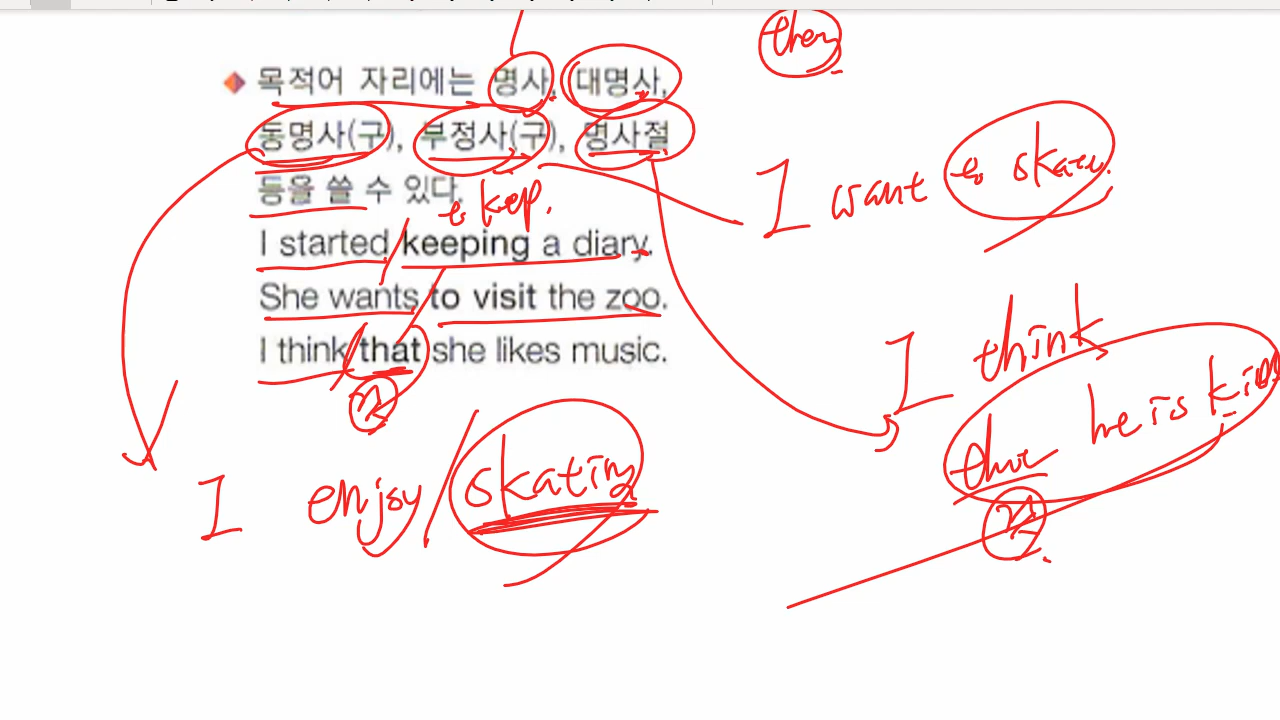 them
목적어 자리에는 명사, 대명사,
동명사(구), 부정사(구), 명사절
등을 쓸 수 있다.
to keep.
I started / keeping a diary.
She wants to visit the zoo.
I think / that she likes music.
I want to skate
I think
that he is kind
I enjoy / skating